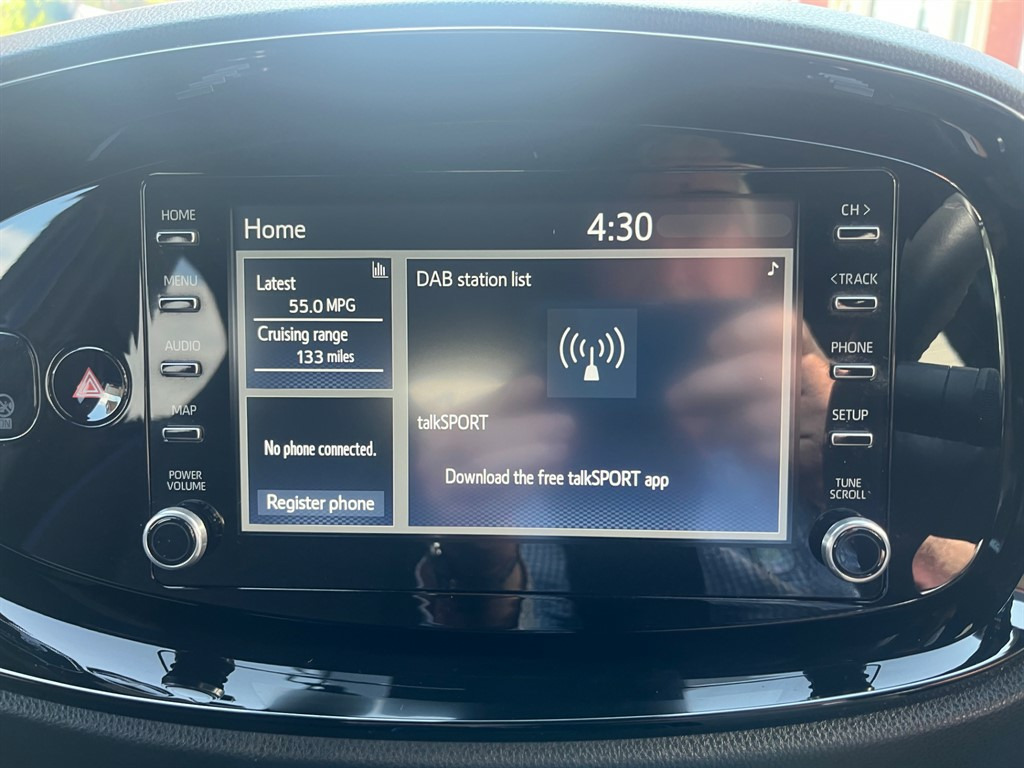 HOME
MENU
AUDIO
MAP
POWER
VOLUME
Home
4:30
Latest
55.0 MPG
Cruising range
133 miles
No phone connected.
Register phone
DAB station list
talkSPORT
Download the free talkSPORT app
CH >
<TRACK
PHONE
SETUP
TUNE
SCROLL